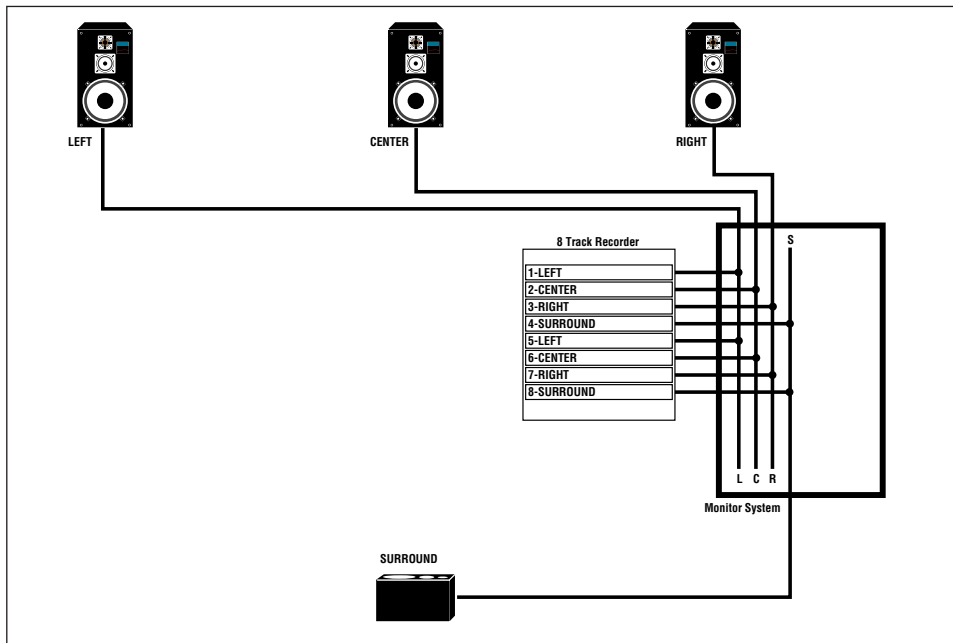 LEFT
CENTER
RIGHT
8 Track Recorder
S
1-LEFT
2-CENTER
3-RIGHT
4-SURROUND
5-LEFT
6-CENTER
7-RIGHT
8-SURROUND
L C R
Monitor System
SURROUND